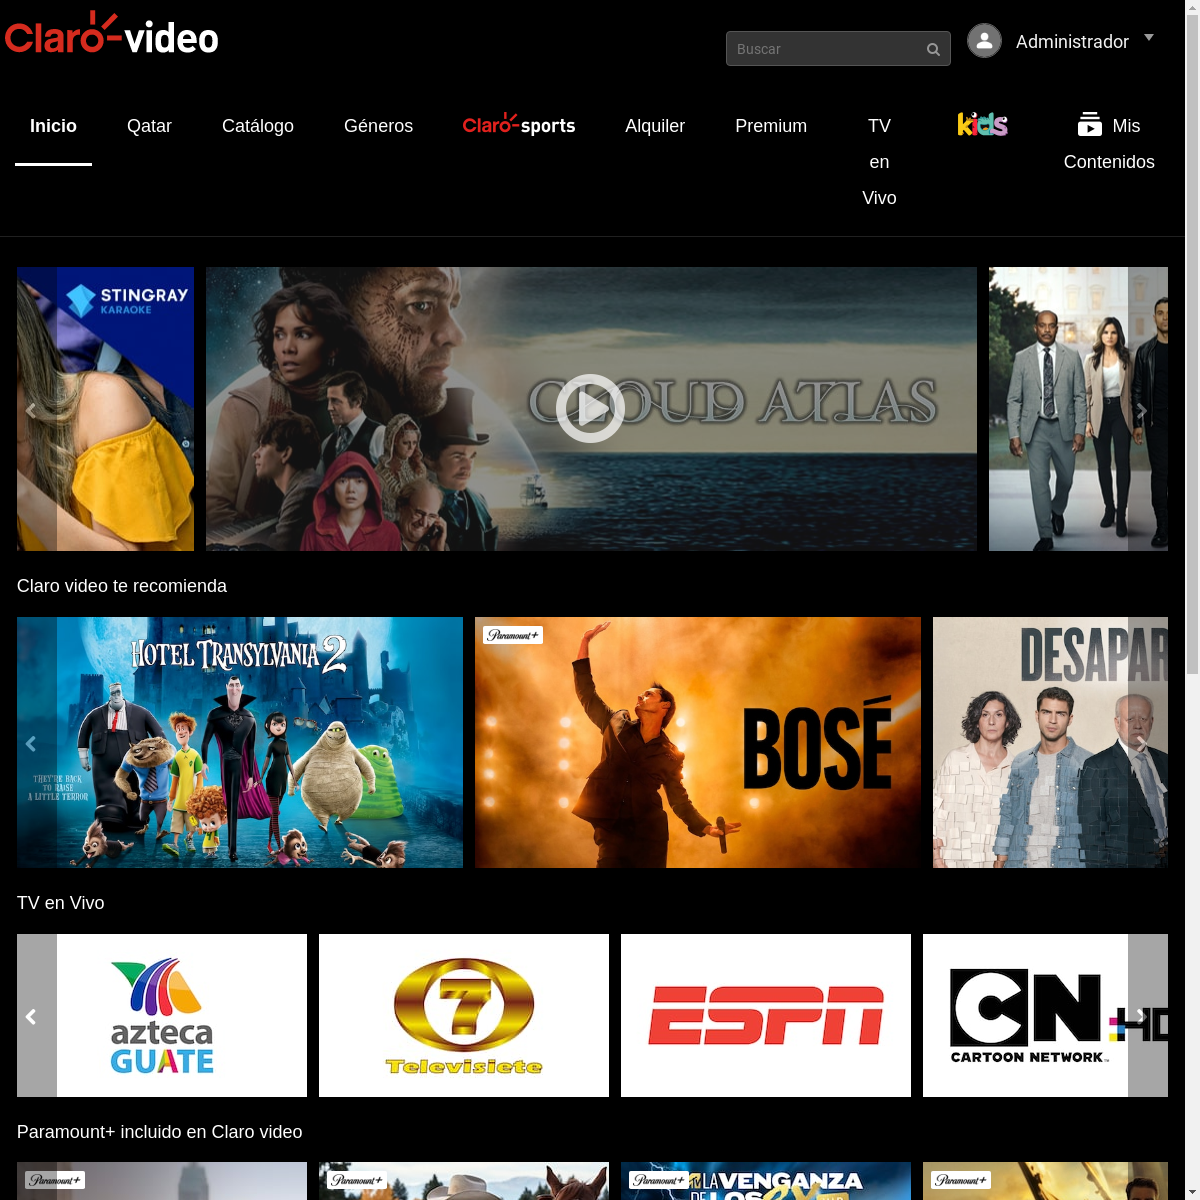 Claro-video
Buscar
Administrador
Inicio
Qatar
Catálogo
Géneros
Claro-sports
Alquiler
Premium
TV
en
Vivo
kids
Mis
Contenidos
STINGRAY
KARAOKE
CLOUD ATLAS
Claro video te recomienda
HOTEL TRANSYLVANIA 2
THEY'RE BACK
TO RAISE
A LITTLE TERROR
Paramount+
BOSÉ
DESAPAR
TV en Vivo
azteca
GUATE
7
Televisiete
ESPN
CN HD
CARTOON NETWORK
Paramount+ incluido en Claro video
Paramount+
Paramount+
Paramount+
MTV LA VENGANZA
DE LOS EX
Paramount+